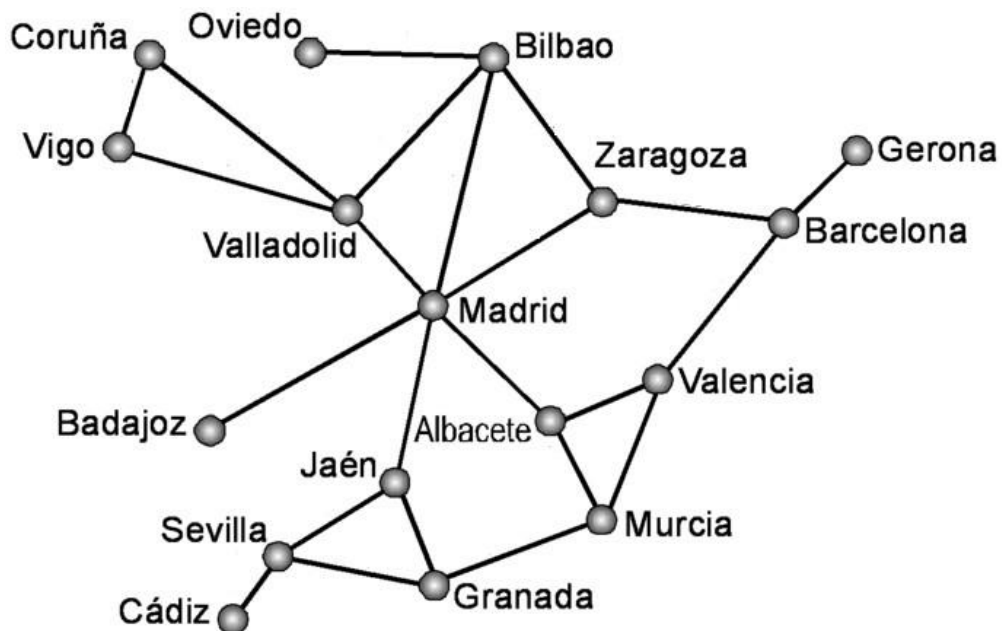 Oviedo
Coruña
Bilbao
Vigo
Zaragoza
Gerona
Valladolid
Barcelona
Madrid
Valencia
Badajoz
Albacete
Jaén
Sevilla
Murcia
Granada
Cádiz